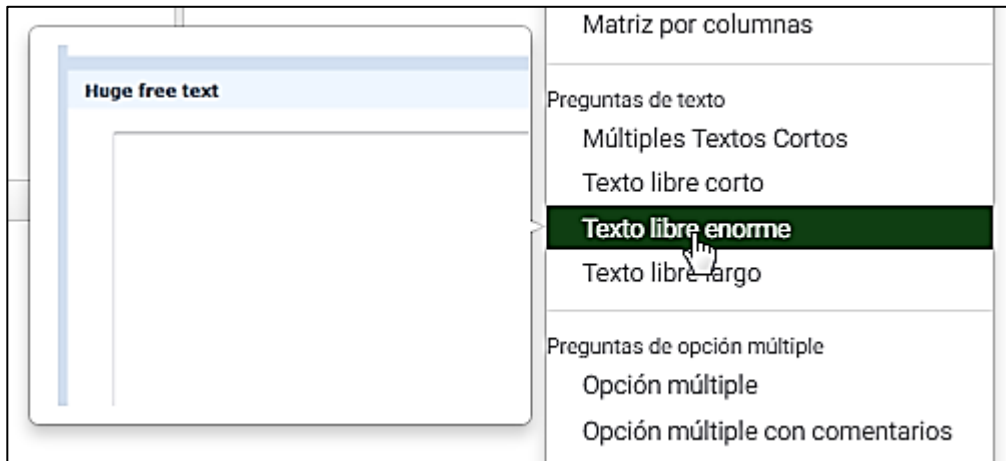 Matriz por columnas
Huge free text
Preguntas de texto
Múltiples Textos Cortos
Texto libre corto
Texto libre enorme
Texto libre largo
Preguntas de opción múltiple
Opción múltiple
Opción múltiple con comentarios